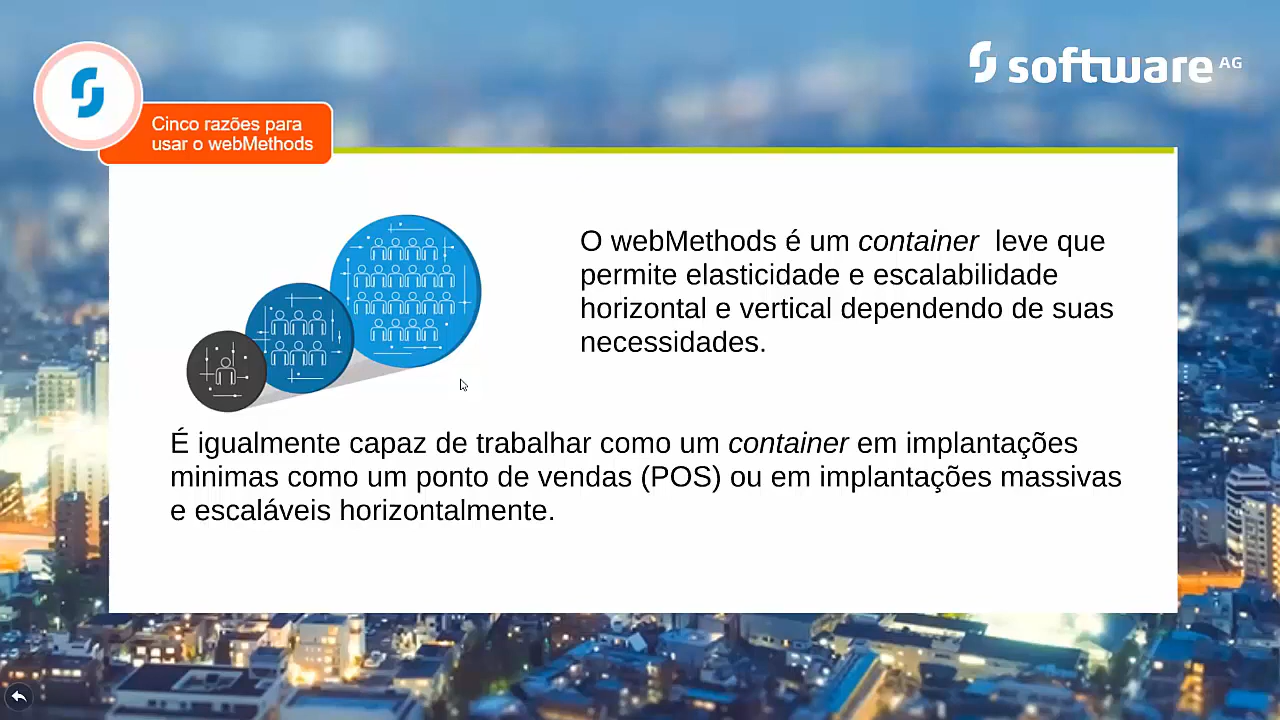 software AG
Cinco razões para
usar o webMethods
O webMethods é um container leve que
permite elasticidade e escalabilidade
horizontal e vertical dependendo de suas
necessidades.
É igualmente capaz de trabalhar como um container em implantações
minimas como um ponto de vendas (POS) ou em implantações massivas
e escaláveis horizontalmente.